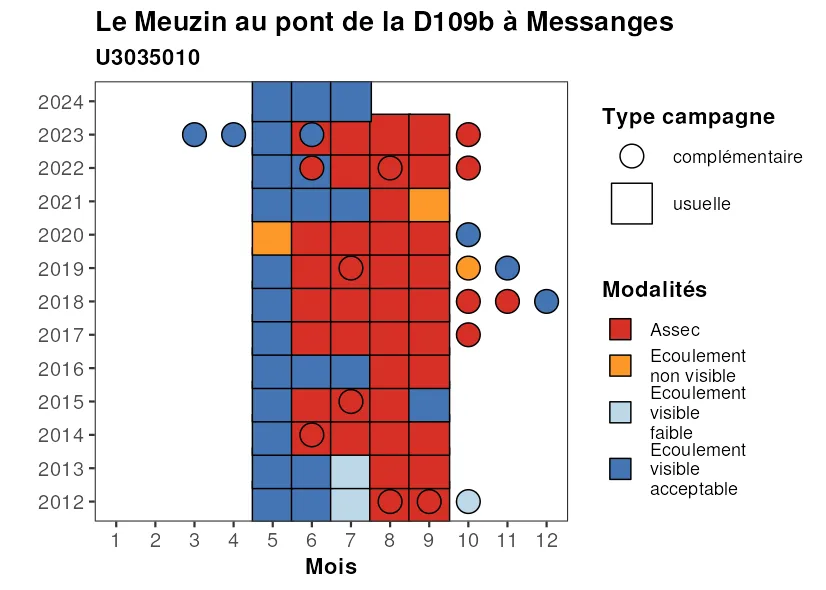 Le Meuzin au pont de la D109b à Messanges
U3035010
2024
2023
2022
2021
2020
2019
2018
2017
2016
2015
2014
2013
2012
1 2 3 4 5 6 7 8 9 10 11 12
Mois
Type campagne
complémentaire
usuelle
Modalités
Assec
Ecoulement
non visible
Ecoulement
visible
faible
Ecoulement
visible
acceptable